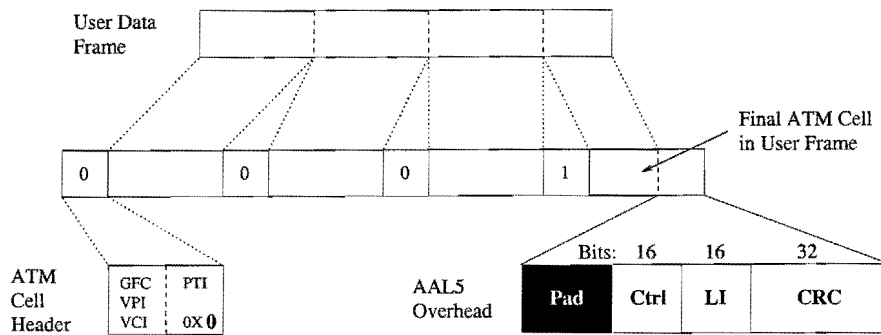 User Data
Frame
Final ATM Cell
in User Frame
0 0 0 1
Bits: 16 16 32
ATM
Cell
Header
GFC PTI
VPI
VCI 0X0
AAL5
Overhead
Pad Ctrl LI CRC